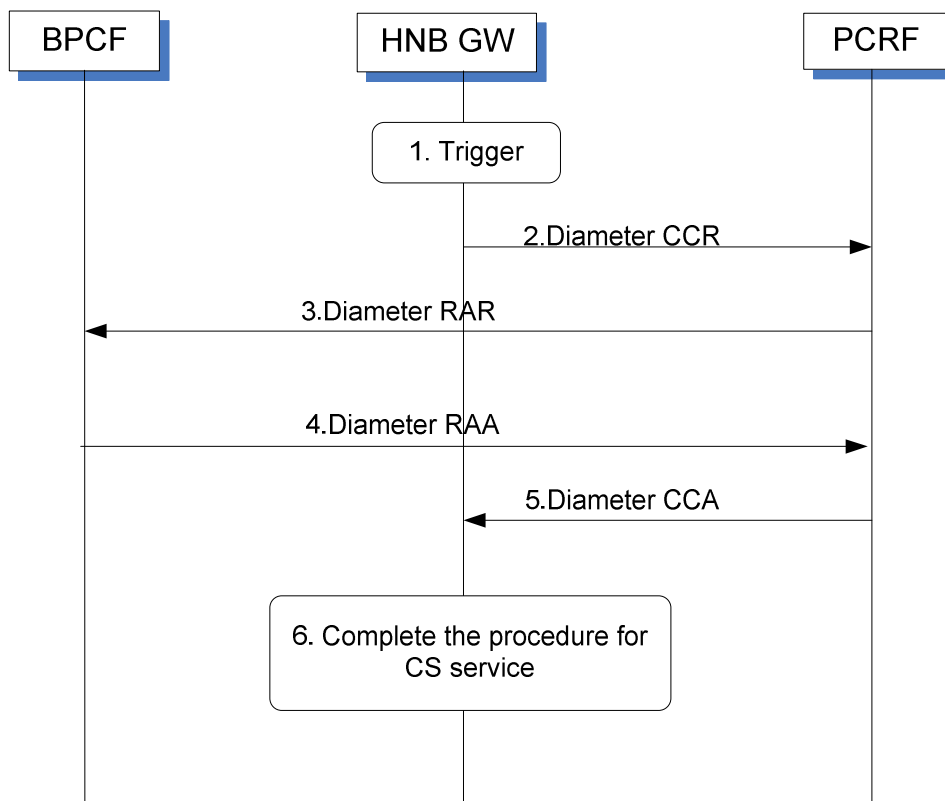 BPCF
HNB GW
PCRF
1. Trigger
2.Diameter CCR
3.Diameter RAR
4.Diameter RAA
5.Diameter CCA
6. Complete the procedure for
CS service